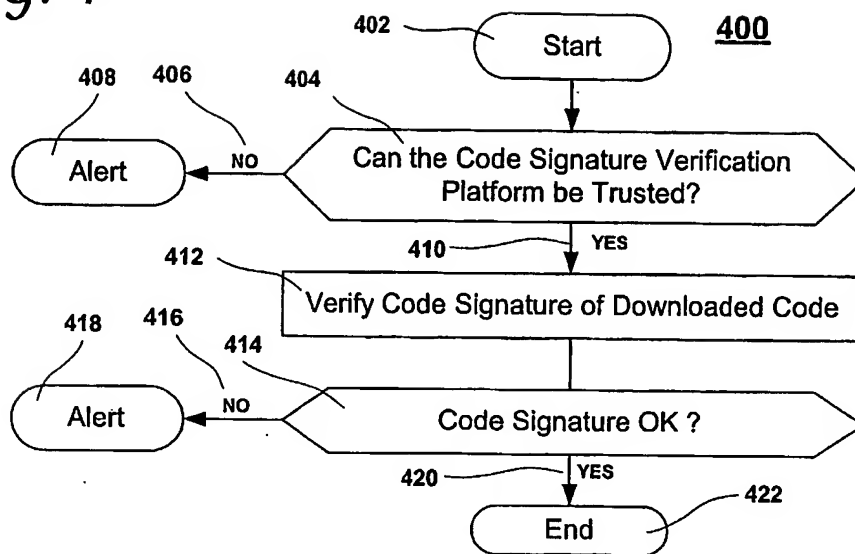 402
Start
400
408
406
404
Alert
NO
Can the Code Signature Verification
Platform be Trusted?
410
YES
412
Verify Code Signature of Downloaded Code
418
416
414
Alert
NO
Code Signature OK ?
420
YES
422
End